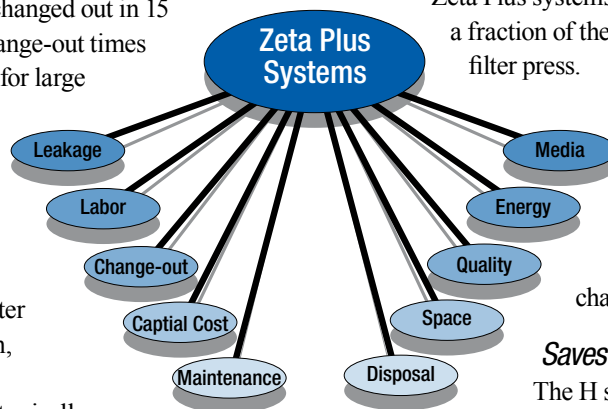 changed out in 15
ange-out times
for large
Zeta Plus systems
a fraction of the
filter press.
Zeta Plus
Systems
Leakage
Media
Labor
Energy
Change-out
Quality
Captial Cost
Space
Maintenance
Disposal
ter
n,
cha
Saves
The H s